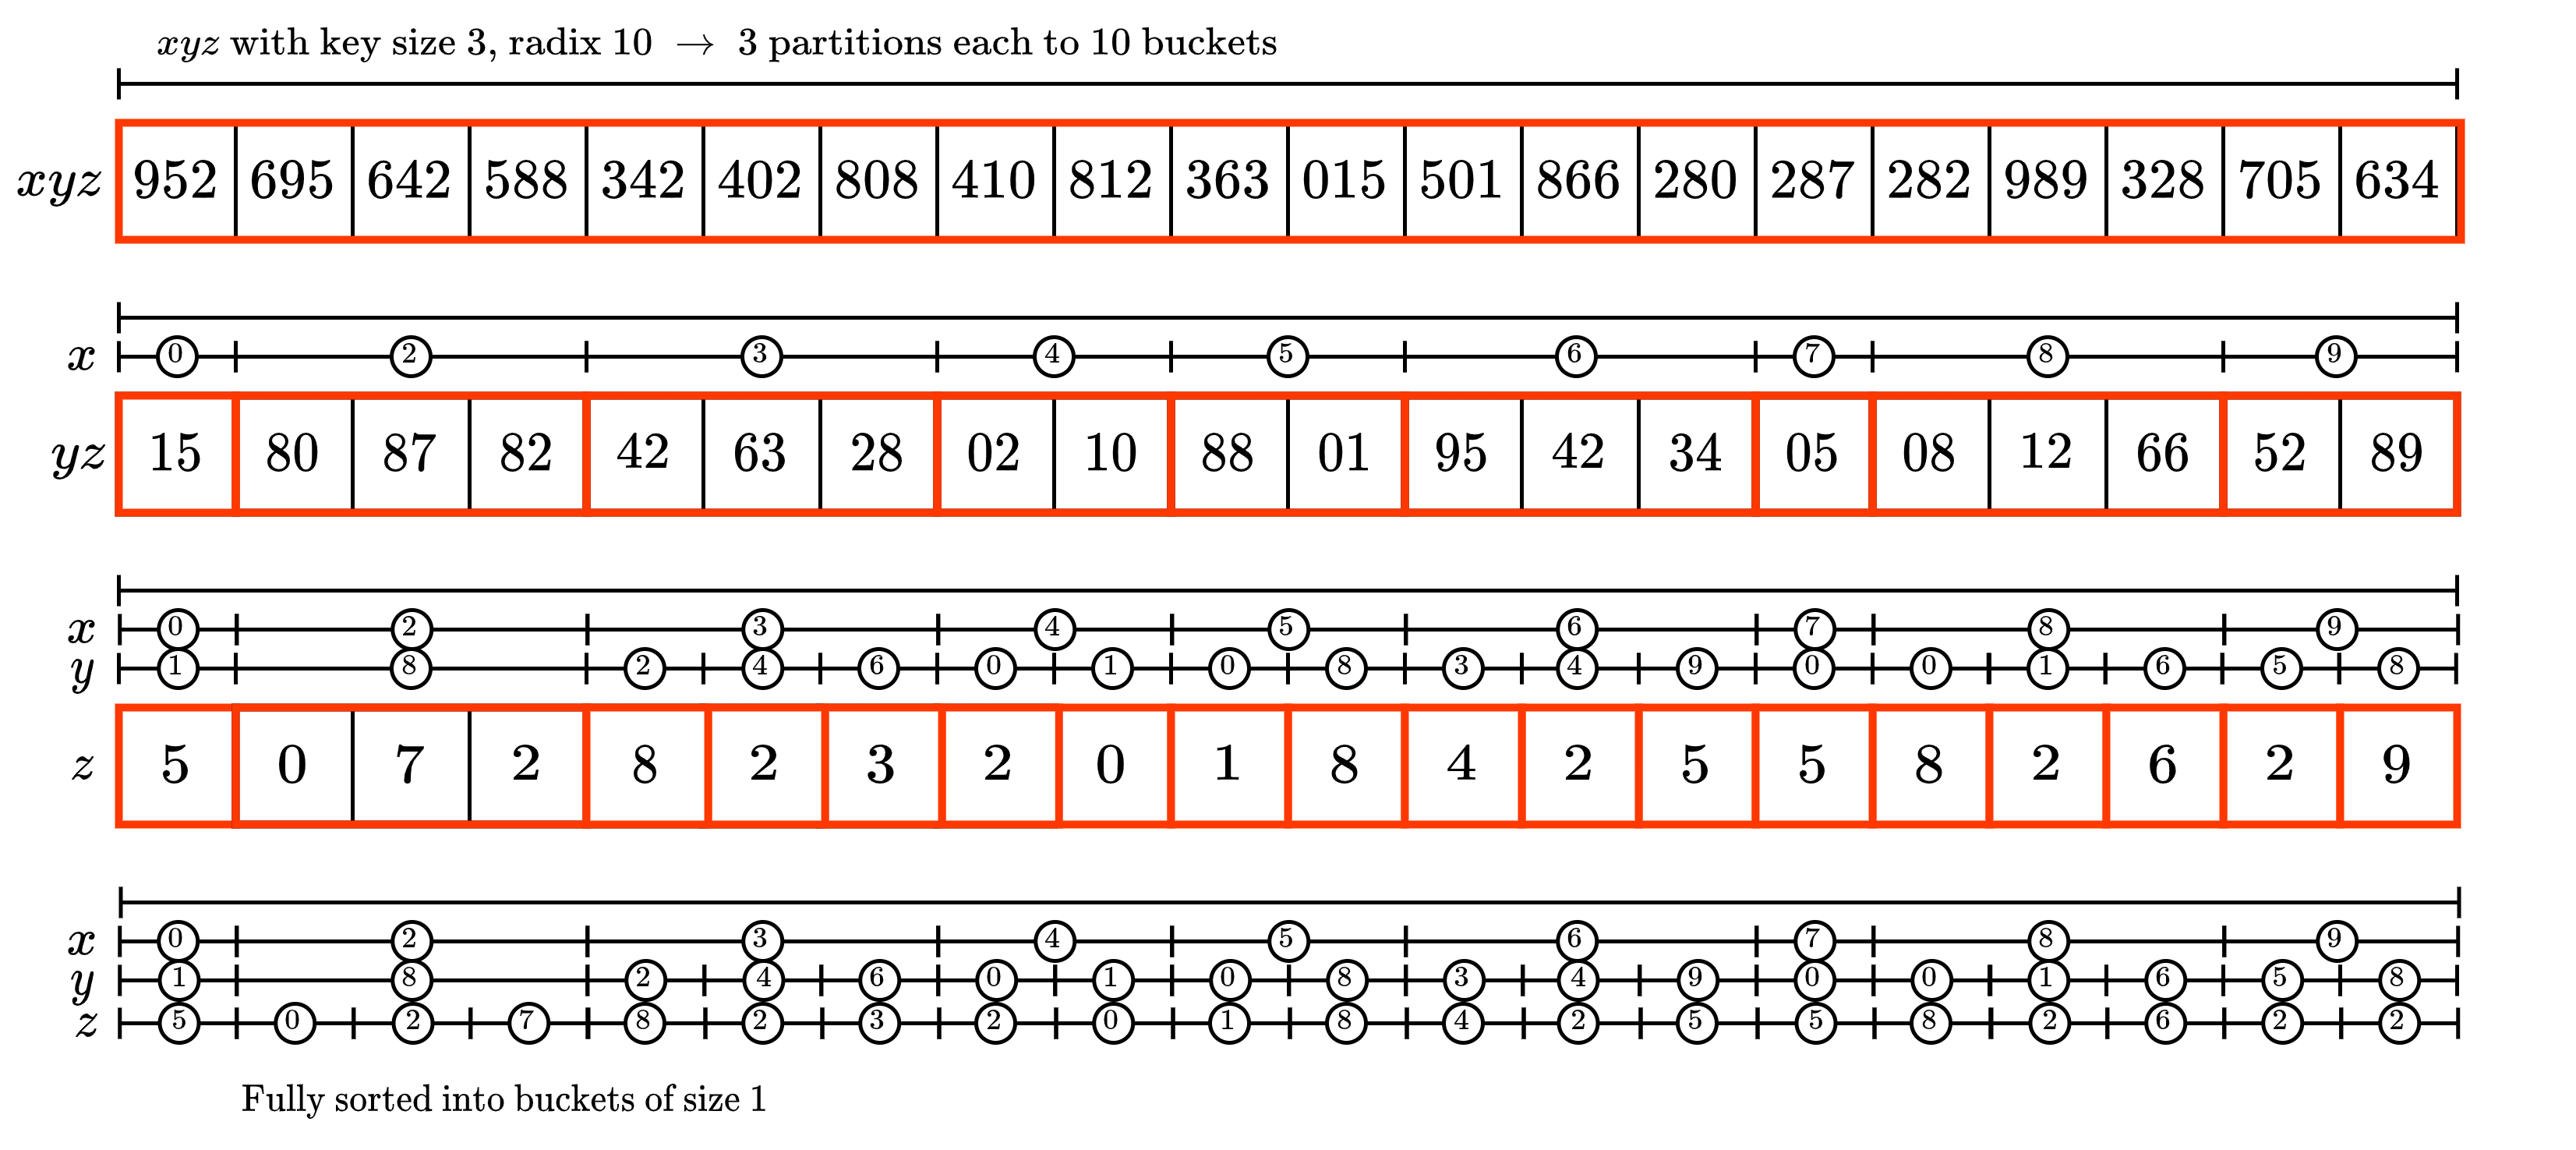 xyz with key size 3, radix 10 → 3 partitions each to 10 buckets
xyz 952 695 642 588 342 402 808 410 812 363 015 501 866 280 287 282 989 328 705 634
x 0 2 3 4 5 6 7 8 9
yz 15 80 87 82 42 63 28 02 10 88 01 95 42 34 05 08 12 66 52 89
x 0 2 3 4 5 6 7 8 9
y 1 8 2 4 6 0 1 0 8 3 4 9 0 0 1 6 5 8
z 5 0 7 2 8 2 3 2 0 1 8 4 2 5 5 8 2 6 2 9
x 0 2 3 4 5 6 7 8 9
y 1 8 2 4 6 0 1 0 8 3 4 9 0 0 1 6 5 8
z 5 0 2 7 8 2 3 2 0 1 8 4 2 5 5 8 2 6 2 2
Fully sorted into buckets of size 1